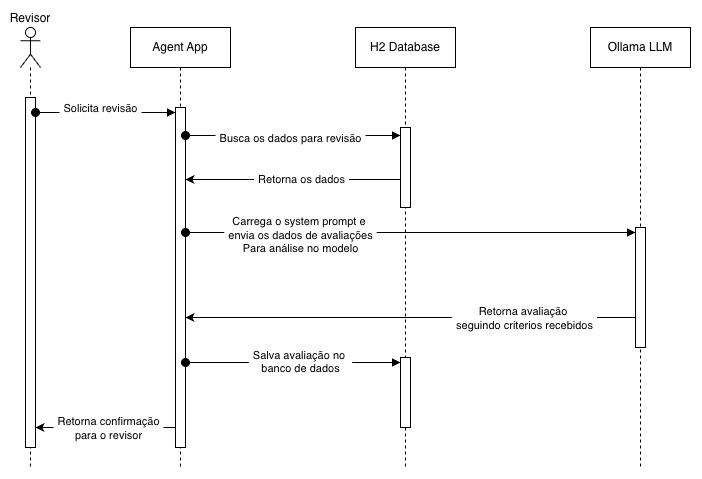 Revisor
Agent App
H2 Database
Ollama LLM
Solicita revisão
Busca os dados para revisão
Retorna os dados
Carrega o system prompt e
envia os dados de avaliações
Para análise no modelo
Retorna avaliação
seguindo criterios recebidos
Salva avaliação no
banco de dados
Retorna confirmação
para o revisor